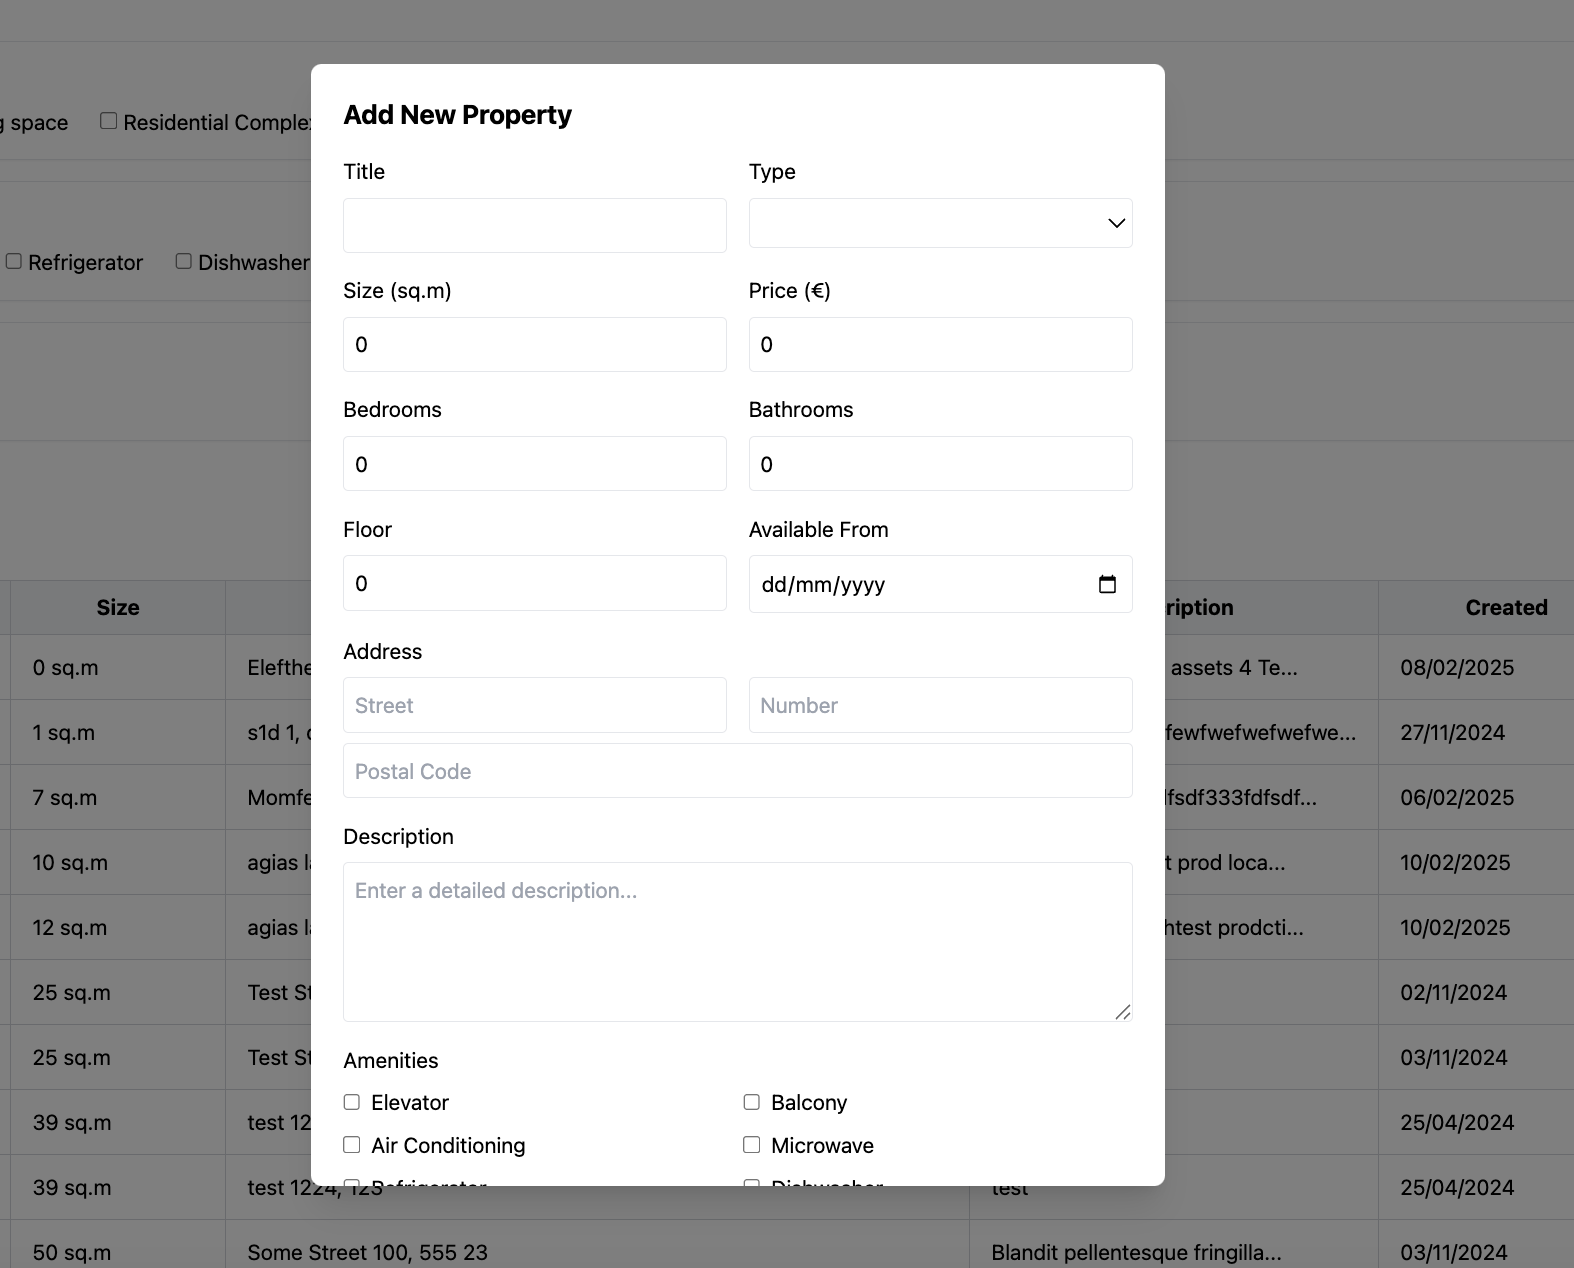 g space Residential Comple
Add New Property
Title Type
Refrigerator Dishwasher
Size (sq.m) Price (€)
0 0
Bedrooms Bathrooms
0 0
Floor Available From
0 dd/mm/yyyy
Size ription Created
Address
0 sq.m Elefthe assets 4 Te... 08/02/2025
Street Number
1 sq.m s1d 1, fewfwefwefwefwe... 27/11/2024
Postal Code
7 sq.m Momfe fsdf333fdfsdf... 06/02/2025
Description
10 sq.m agias l t prod loca... 10/02/2025
Enter a detailed description...
12 sq.m agias l htest prodcti... 10/02/2025
25 sq.m Test St 02/11/2024
25 sq.m Test St 03/11/2024
Amenities
Elevator Balcony
39 sq.m test 12 25/04/2024
Air Conditioning Microwave
Refrigerator Dishwasher
39 sq.m test 1224, 123 test 25/04/2024
50 sq.m Some Street 100, 555 23 Blandit pellentesque fringilla... 03/11/2024